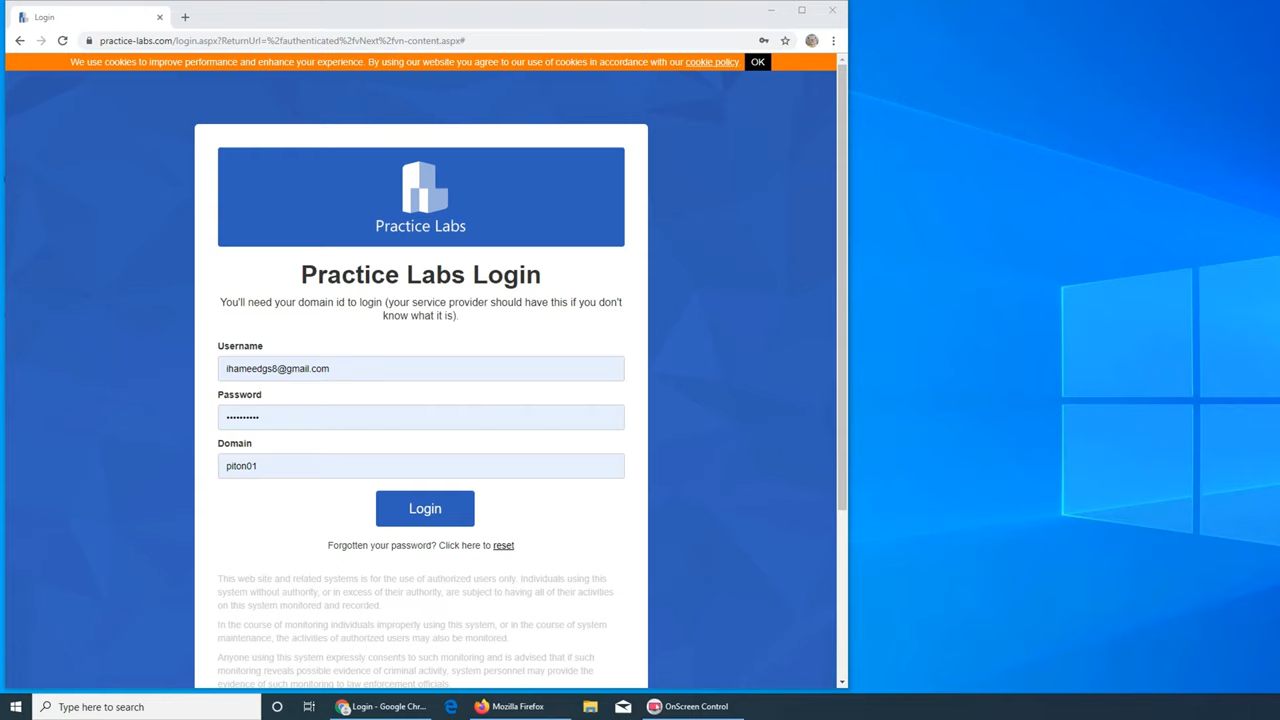 Login
practice-labs.com/login.aspx?ReturnUrl=%2fauthenticated%2fvNext%2fvn-content.aspx#
We use cookies to improve performance and enhance your experience. By using our website you agree to our use of cookies in accordance with our cookie policy. OK
Practice Labs
Practice Labs Login
You'll need your domain id to login (your service provider should have this if you don't
know what it is).
Username
ihameedgs8@gmail.com
Password
••••••••••
Domain
piton01
Login
Forgotten your password? Click here to reset
This web site and related systems is for the use of authorized users only. Individuals using this
system without authority, or in excess of their authority, are subject to having all of their activities
on this system monitored and recorded.
In the course of monitoring individuals improperly using this system, or in the course of system
maintenance, the activities of authorized users may also be monitored.
Anyone using this system expressly consents to such monitoring and is advised that if such
monitoring reveals possible evidence of criminal activity, system personnel may provide the
evidence of such monitoring to law enforcement officials.
Type here to search
Login - Google Chr...
Mozilla Firefox
OnScreen Control